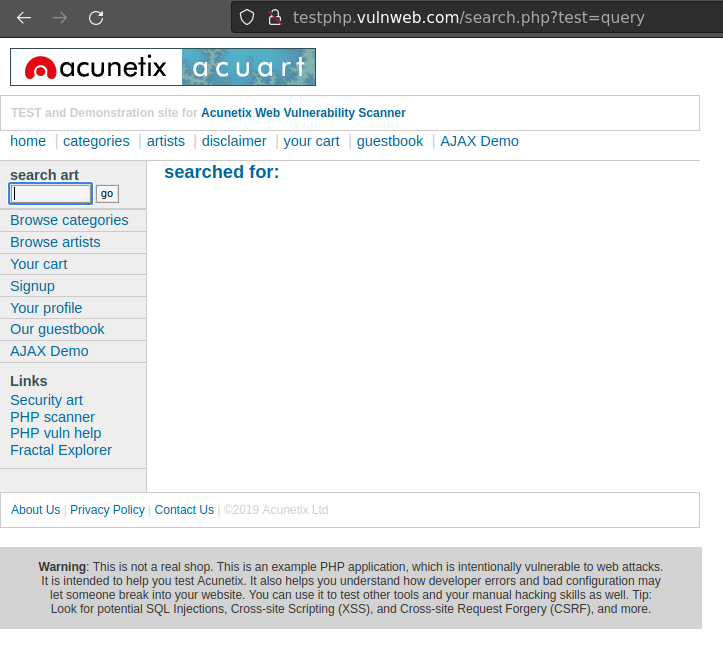 testphp.vulnweb.com/search.php?test=query
acunetix acuart
TEST and Demonstration site for Acunetix Web Vulnerability Scanner
home | categories | artists | disclaimer | your cart | guestbook | AJAX Demo
search art
go
searched for:
Browse categories
Browse artists
Your cart
Signup
Your profile
Our guestbook
AJAX Demo
Links
Security art
PHP scanner
PHP vuln help
Fractal Explorer
About Us | Privacy Policy | Contact Us | ©2019 Acunetix Ltd
Warning: This is not a real shop. This is an example PHP application, which is intentionally vulnerable to web attacks.
It is intended to help you test Acunetix. It also helps you understand how developer errors and bad configuration may
let someone break into your website. You can use it to test other tools and your manual hacking skills as well. Tip:
Look for potential SQL Injections, Cross-site Scripting (XSS), and Cross-site Request Forgery (CSRF), and more.